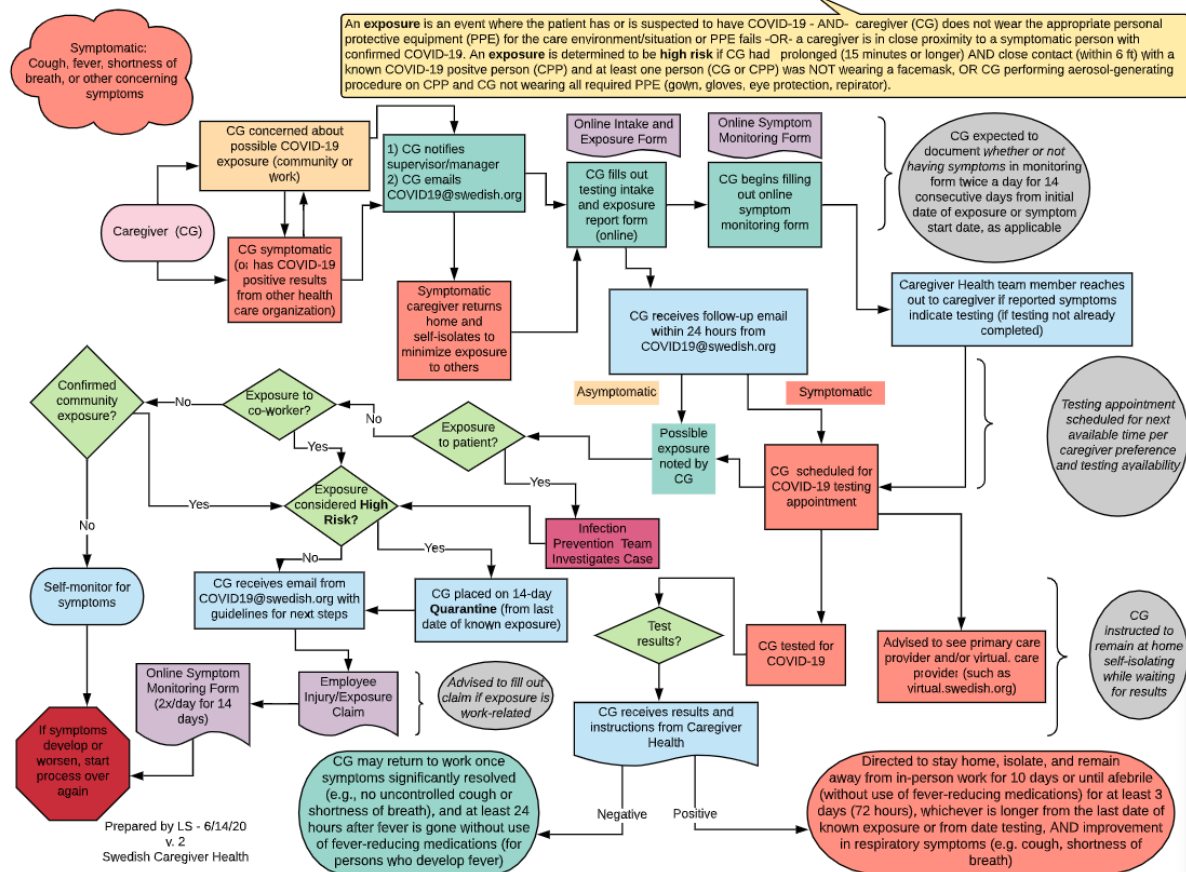 An exposure is an event where the patient has or is suspected to have COVID-19 - AND- caregiver (CG) does not wear the appropriate personal
protective equipment (PPE) for the care environment/situation or PPE fails -OR- a caregiver is in close proximity to a symptomatic person with
confirmed COVID-19. An exposure is determined to be high risk if CG had prolonged (15 minutes or longer) AND close contact (within 6 ft) with a
known COVID-19 positve person (CPP) and at least one person (CG or CPP) was NOT wearing a facemask, OR CG performing aerosol-generating
procedure on CPP and CG not wearing all required PPE (gown, gloves, eye protection, repirator).
Symptomatic:
Cough, fever, shortness of
breath, or other concerning
symptoms
CG concerned about
possible COVID-19
exposure (community or
work)
1) CG notifies
supervisor/manager
2) CG emails
COVID19@swedish.org
Online Intake and
Exposure Form
Online Symptom
Monitoring Form
CG fills out
testing intake
and exposure
report form
(online)
CG begins filling
out online
symptom
monitoring form
CG expected to
document whether or not
having symptoms in monitoring
form twice a day for 14
consecutive days from initial
date of exposure or symptom
start date, as applicable
Caregiver (CG)
CG symptomatic
(or has COVID-19
positive results
from other health
care organization)
Symptomatic
caregiver returns
home and
self-isolates to
minimize exposure
to others
CG receives follow-up email
within 24 hours from
COVID19@swedish.org
Caregiver Health team member reaches
out to caregiver if reported symptoms
indicate testing (if testing not already
completed)
Asymptomatic
Symptomatic
Testing appointment
scheduled for next
available time per
caregiver preference
and testing availability
Confirmed
community
exposure?
No
Exposure to
co-worker?
No
Exposure
to patient?
Possible
exposure
noted by
CG
CG scheduled for
COVID-19 testing
appointment
Yes
Yes
Yes
No
Exposure
considered High
Risk?
Infection
Prevention Team
Investigates Case
No
Yes
Self-monitor for
symptoms
CG receives email from
COVID19@swedish.org with
guidelines for next steps
CG placed on 14-day
Quarantine (from last
date of known exposure)
Test
results?
CG tested for
COVID-19
Advised to see primary care
provider and/or virtual. care
provider (such as
virtual.swedish.org)
CG
instructed to
remain at home
self-isolating
while waiting
for results
Online Symptom
Monitoring Form
(2x/day for 14
days)
Employee
Injury/Exposure
Claim
Advised to fill out
claim if exposure is
work-related
CG receives results and
instructions from Caregiver
Health
If symptoms
develop or
worsen, start
process over
again
Negative
Positive
CG may return to work once
symptoms significantly resolved
(e.g., no uncontrolled cough or
shortness of breath), and at least 24
hours after fever is gone without use
of fever-reducing medications (for
persons who develop fever)
Directed to stay home, isolate, and remain
away from in-person work for 10 days or until afebrile
(without use of fever-reducing medications) for at least 3
days (72 hours), whichever is longer from the last date of
known exposure or from date testing, AND improvement
in respiratory symptoms (e.g. cough, shortness of
breath)
Prepared by LS - 6/14/20
v. 2
Swedish Caregiver Health